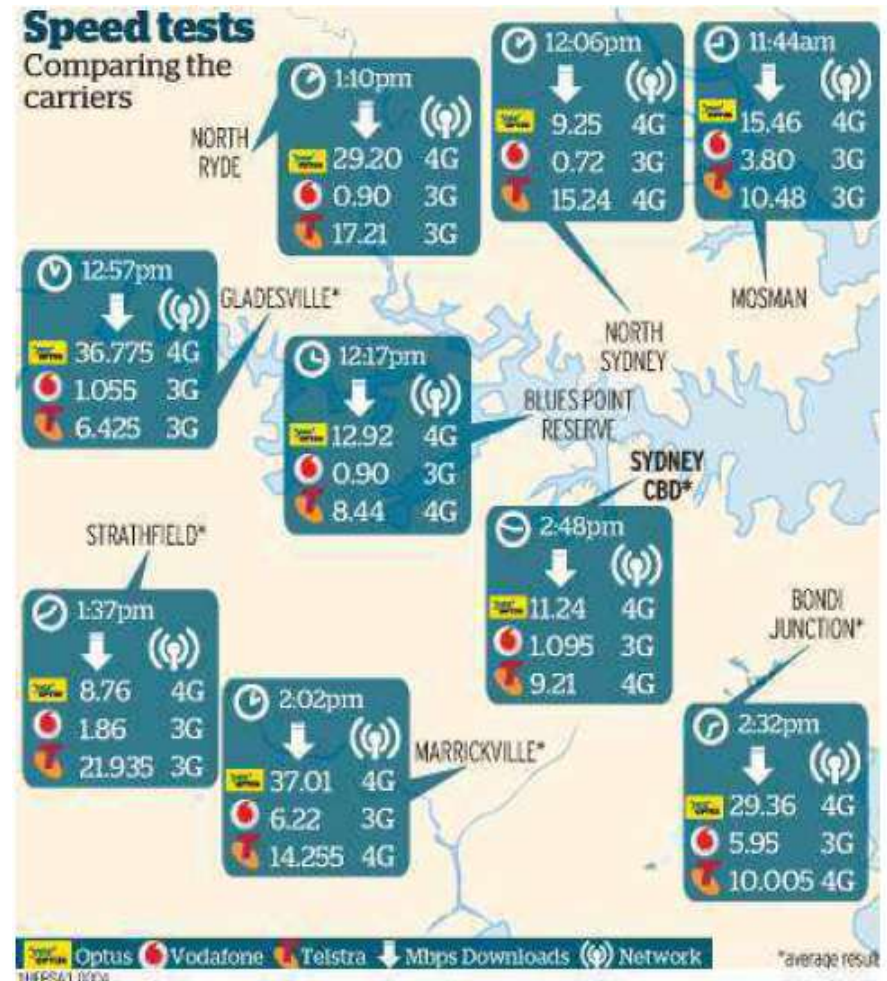 Speed tests
Comparing the
carriers
NORTH
RYDE
1:10pm
29.20 4G
0.90 3G
17.21 3G
12:06pm
9.25 4G
0.72 3G
15.24 4G
NORTH
SYDNEY
11:44am
15.46 4G
3.80 3G
10.48 3G
MOSMAN
12:57pm
36.775 4G
1.055 3G
6.425 3G
GLADESVILLE*
12:17pm
12.92 4G
0.90 3G
8.44 4G
BLUES POINT
RESERVE
SYDNEY
CBD*
2:48pm
11.24 4G
1.095 3G
9.21 4G
STRATHFIELD*
1:37pm
8.76 4G
1.86 3G
21.935 3G
2:02pm
37.01 4G
6.22 3G
14.255 4G
MARRICKVILLE*
BONDI
JUNCTION*
2:32pm
29.36 4G
5.95 3G
10.005 4G
OPTUS Optus Vodafone Telstra Mbps Downloads Network
*average result